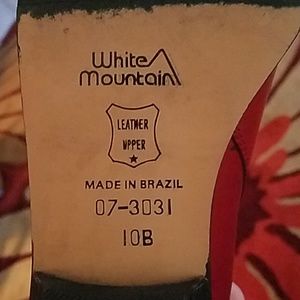 White
Mountain
LEATHER
UPPER
MADE IN BRAZIL
07-3031
10B